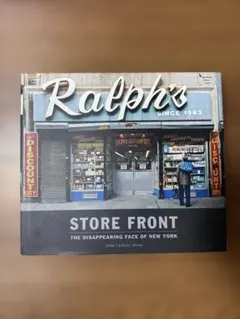 Ralph's
SINCE 1963
DISCOUNT
DISCOUNT
STORE FRONT
THE DISAPPEARING FACE OF NEW YORK